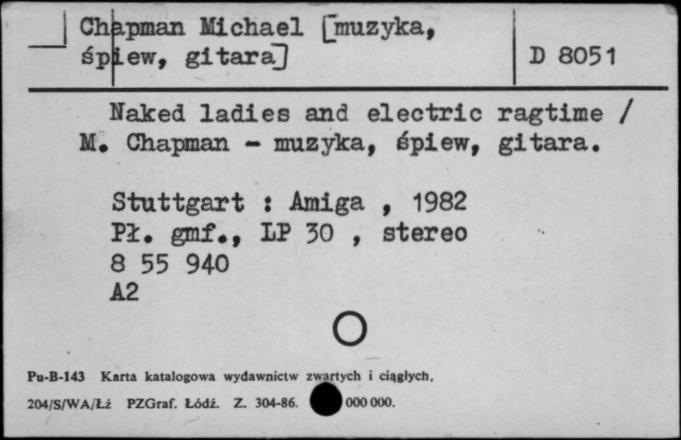 Chapman Michael [muzyka,
śpiew, gitara]
D 8051
Naked ladies and electric ragtime /
M. Chapman - muzyka, śpiew, gitara.
Stuttgart : Amiga , 1982
Pł. gmf., LP 30 , stereo
8 55 940
A2
Pu-B-143 Karta katalogowa wydawnictw zwartych i ciągłych.
204/S/WA/Łż PZGraf. Łódź. Z. 304-86. 000 000.